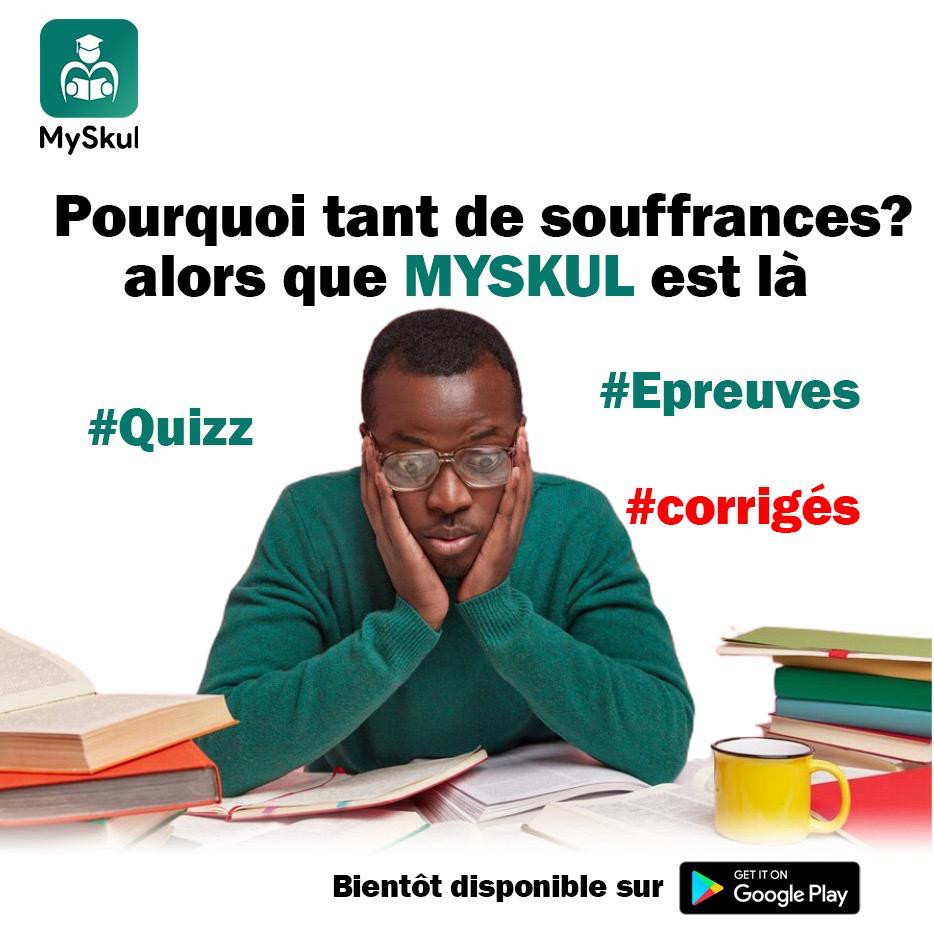 MySkul
Pourquoi tant de souffrances?
alors que MYSKUL est là
#Quizz
#Epreuves
#corrigés
Bientôt disponible sur
GET IT ON
Google Play